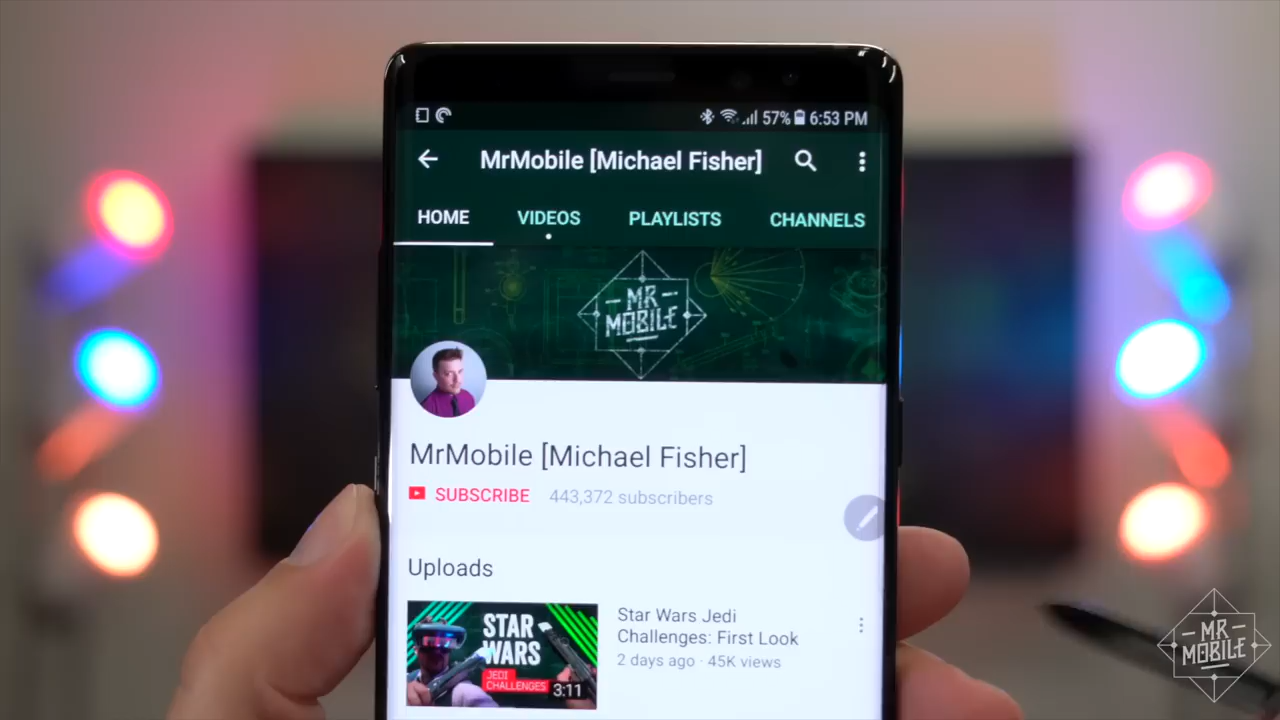 57% 6:53 PM
MrMobile [Michael Fisher]
HOME VIDEOS PLAYLISTS CHANNELS
MR
MOBILE
MrMobile [Michael Fisher]
SUBSCRIBE 443,372 subscribers
Uploads
STAR
WARS
JEDI
CHALLENGES
3:11
Star Wars Jedi
Challenges: First Look
2 days ago · 45K views
MR
MOBILE